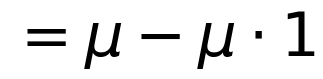 = μ − μ · 1